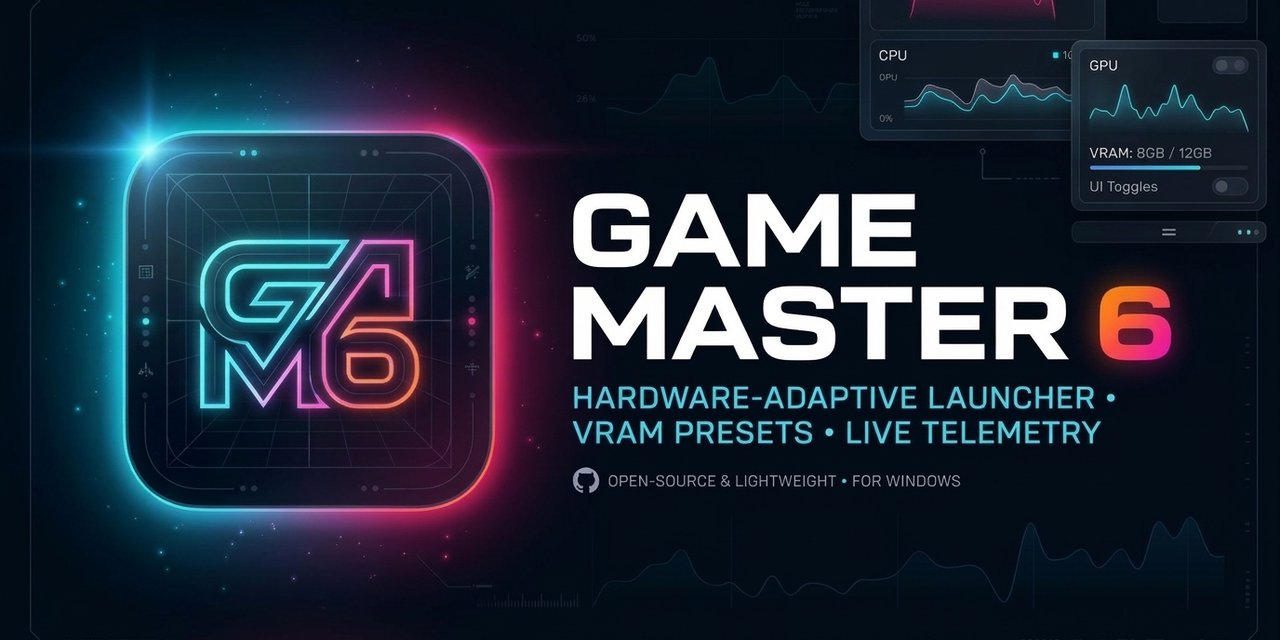 50%
25%
CPU
OPU
0%
GPU
VRAM: 8GB / 12GB
UI Toggles
GM6
GAME
MASTER 6
HARDWARE-ADAPTIVE LAUNCHER •
VRAM PRESETS • LIVE TELEMETRY
OPEN-SOURCE & LIGHTWEIGHT • FOR WINDOWS